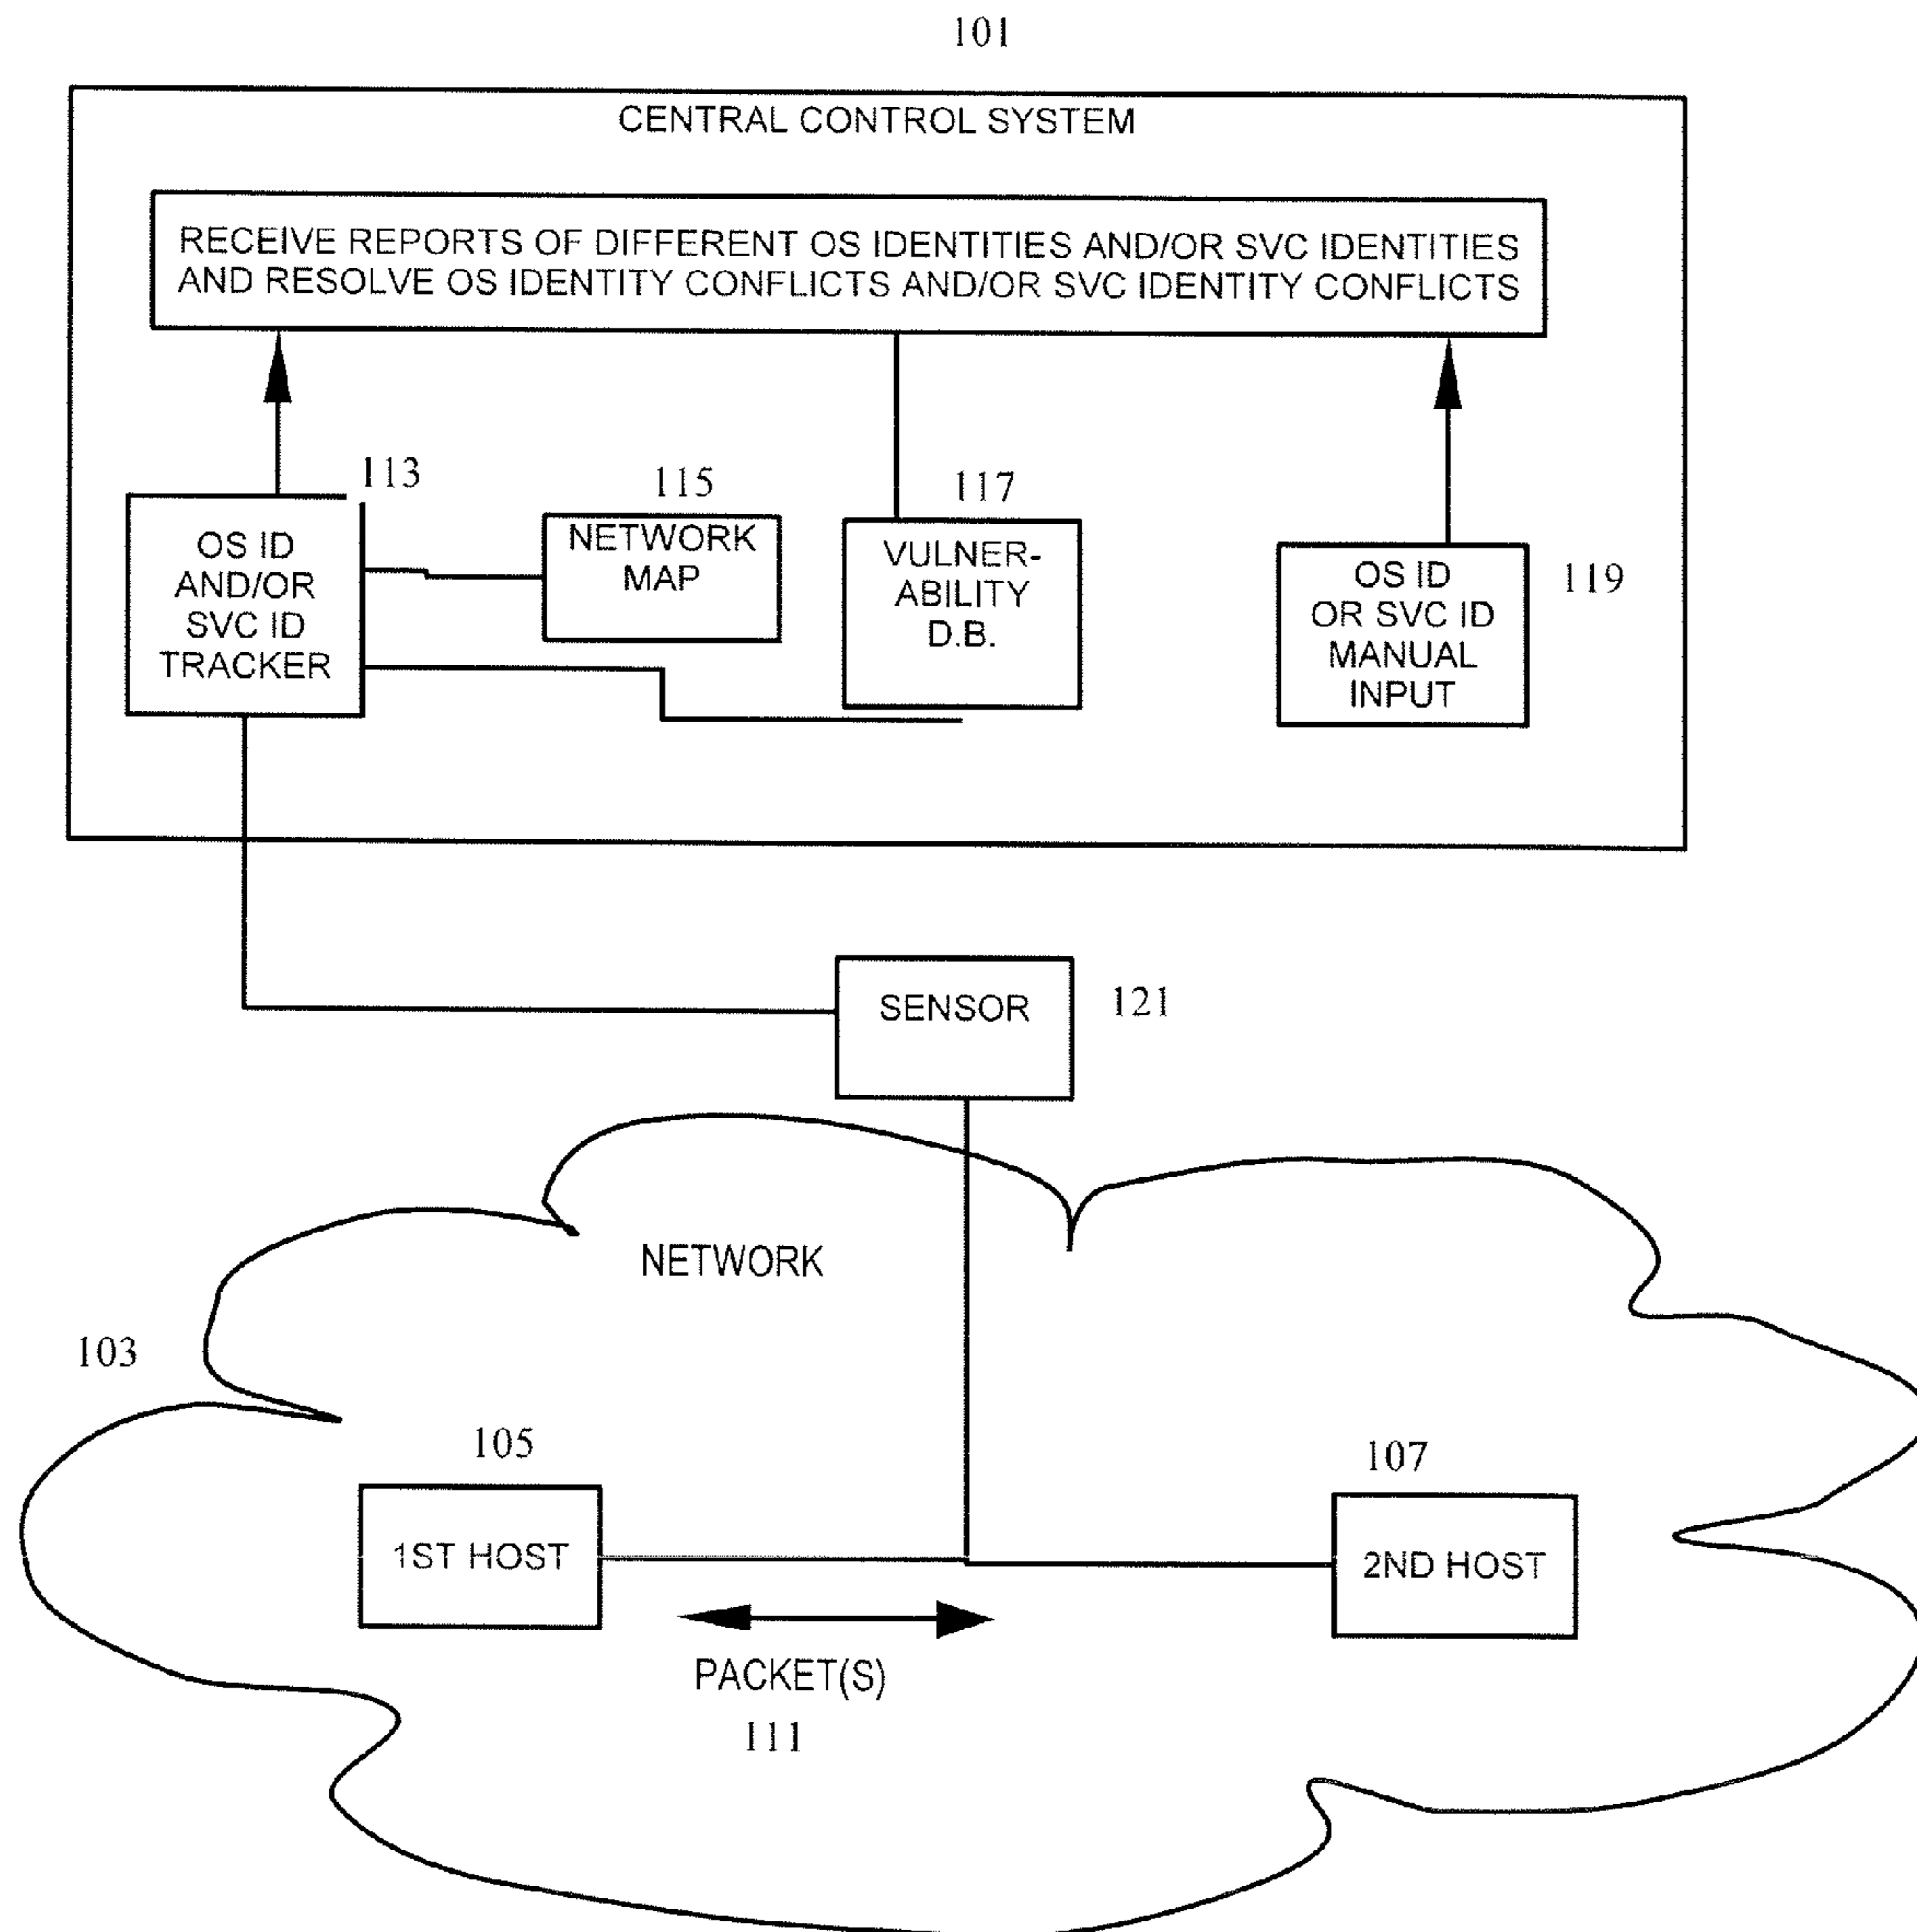 101
CENTRAL CONTROL SYSTEM
RECEIVE REPORTS OF DIFFERENT OS IDENTITIES AND/OR SVC IDENTITIES
AND RESOLVE OS IDENTITY CONFLICTS AND/OR SVC IDENTITY CONFLICTS
113
OS ID
AND/OR
SVC ID
TRACKER
115
NETWORK
MAP
117
VULNER-
ABILITY
D.B.
OS ID
OR SVC ID
MANUAL
INPUT
119
SENSOR
121
NETWORK
103
105
1ST HOST
107
2ND HOST
PACKET(S)
111